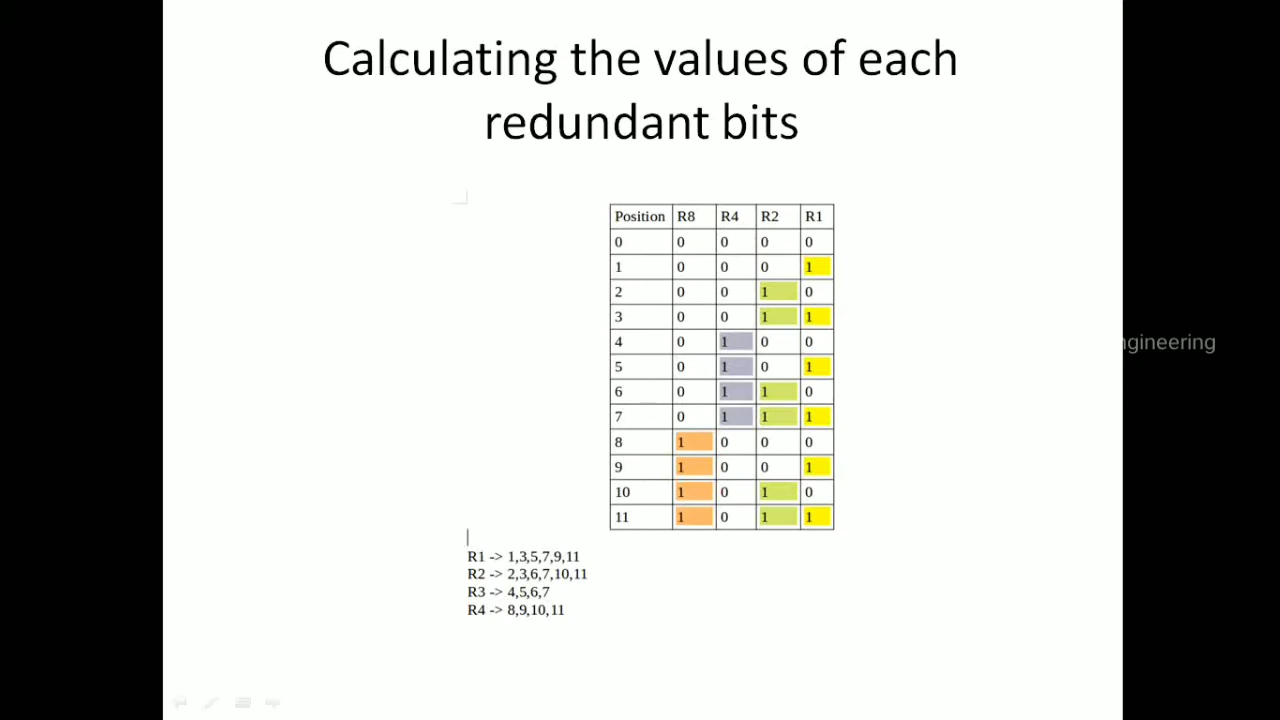 Calculating the values of each
redundant bits
Position R8 R4 R2 R1
0 0 0 0 0
1 0 0 0 1
2 0 0 1 0
3 0 0 1 1
4 0 1 0 0
5 0 1 0 1
6 0 1 1 0
7 0 1 1 1
8 1 0 0 0
9 1 0 0 1
10 1 0 1 0
11 1 0 1 1
ngineering
R1 -> 1,3,5,7,9,11
R2 -> 2,3,6,7,10,11
R3 -> 4,5,6,7
R4 -> 8,9,10,11